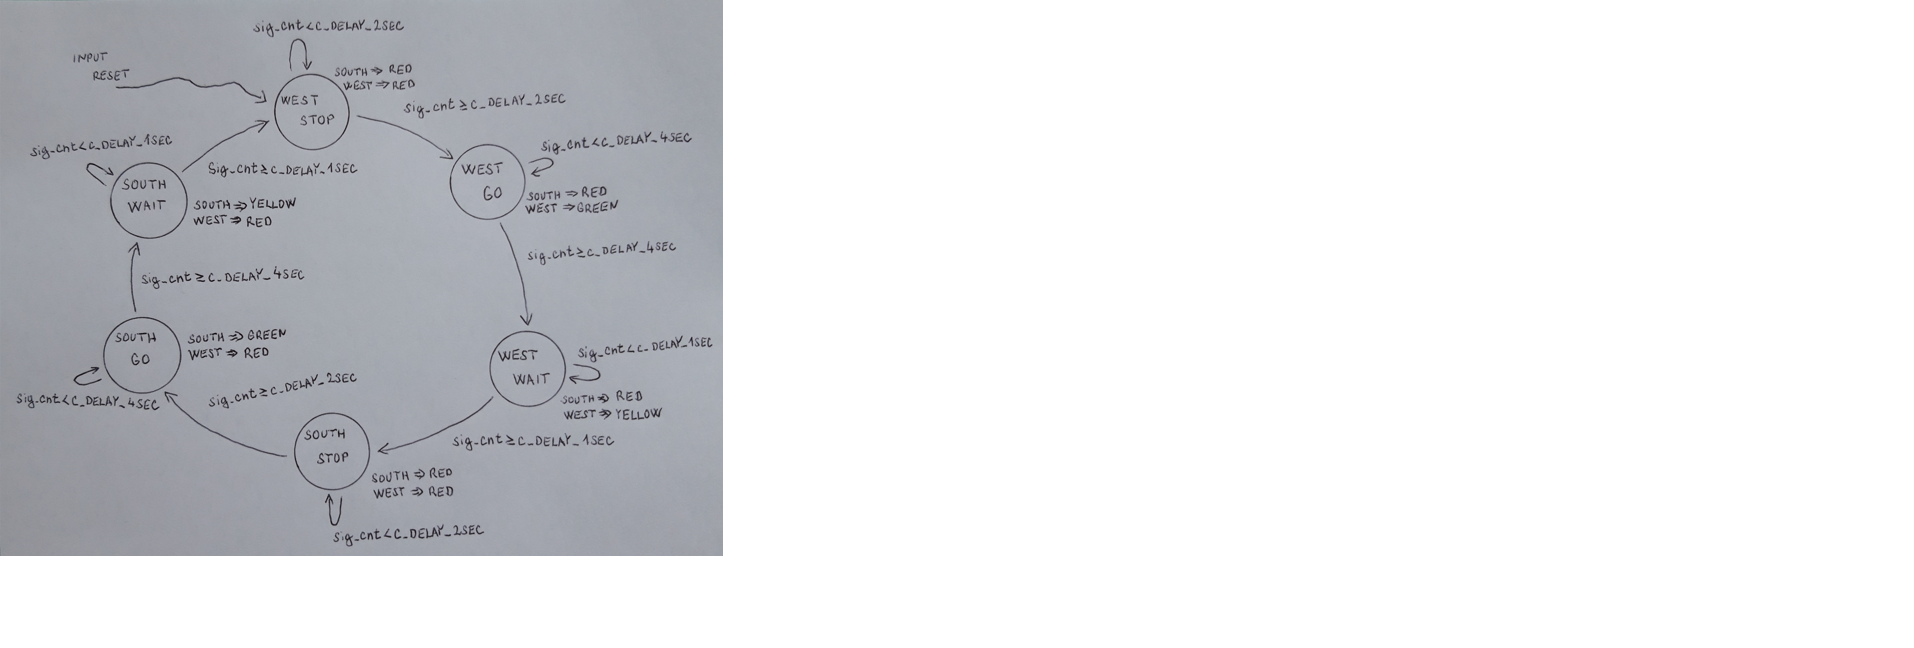 sig_cnt<C_DELAY_2SEC
INPUT
RESET
SOUTH ⇒ RED
WEST ⇒ RED
WEST
STOP
sig_cnt≥C_DELAY_2SEC
sig_cnt<C_DELAY_1SEC
sig_cnt<C_DELAY_4SEC
Sig_cnt≥C_DELAY_1SEC
WEST
GO
SOUTH
WAIT
SOUTH ⇒ RED
WEST ⇒ GREEN
SOUTH ⇒ YELLOW
WEST ⇒ RED
sig_cnt≥C_DELAY_4SEC
sig_cnt≥C_DELAY_4SEC
SOUTH
GO
SOUTH ⇒ GREEN
WEST ⇒ RED
WEST
WAIT
sig_cnt<C_DELAY_1SEC
sig_cnt<C_DELAY_4SEC
sig_cnt≥C_DELAY_2SEC
SOUTH ⇒ RED
WEST ⇒ YELLOW
SOUTH
STOP
sig_cnt≥C_DELAY_1SEC
SOUTH ⇒ RED
WEST ⇒ RED
sig_cnt<C_DELAY_2SEC